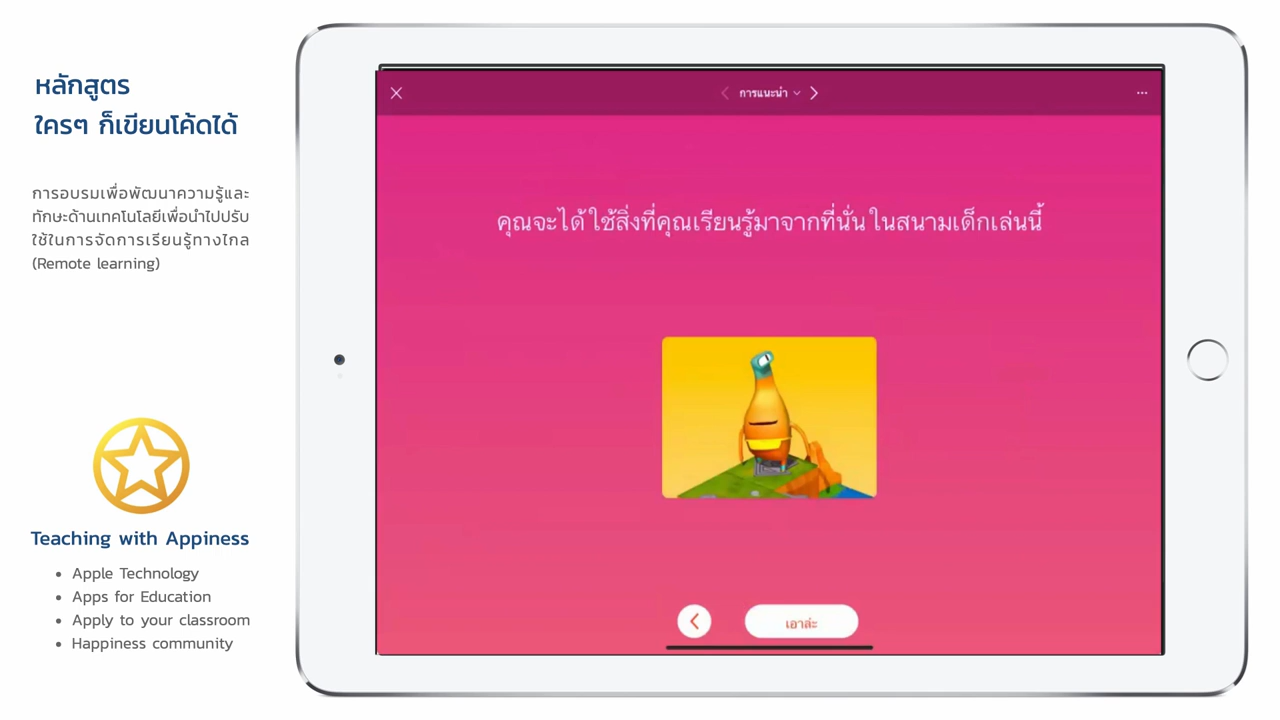 หลักสูตร
ใครๆ ก็เขียนโค้ดได้
การอบรมเพื่อพัฒนาความรู้และ
ทักษะด้านเทคโนโลยีเพื่อนำไปปรับ
ใช้ในการจัดการเรียนรู้ทางไกล
(Remote learning)
Teaching with Appiness
• Apple Technology
• Apps for Education
• Apply to your classroom
• Happiness community
การแนะนำ
คุณจะได้ใช้สิ่งที่คุณเรียนรู้มาจากที่นั่น ในสนามเด็กเล่นนี้
เอาล่ะ